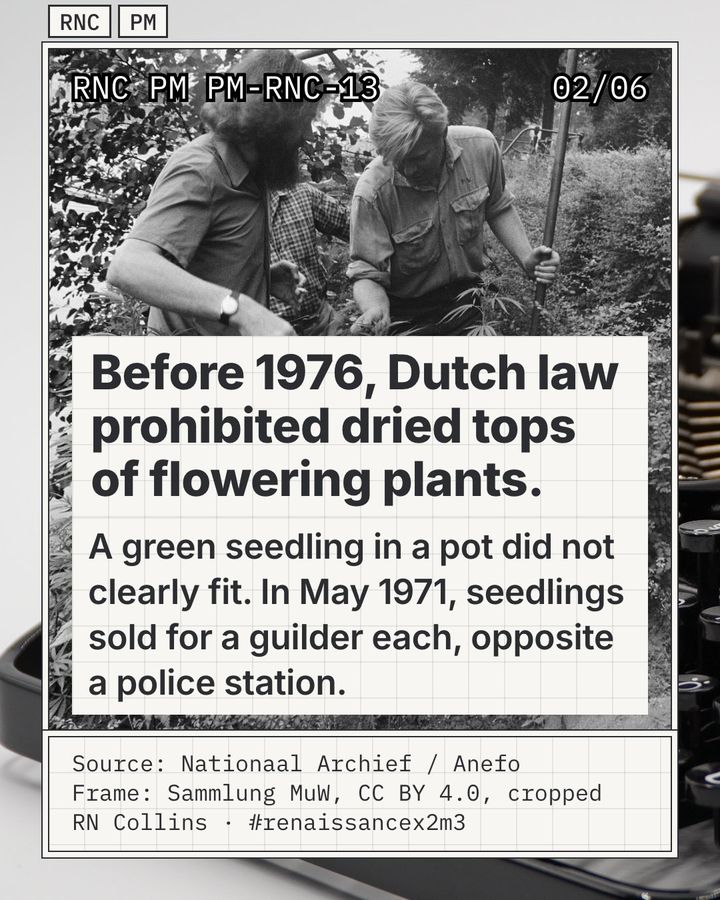 RNC PM
RNC PM PM-RNC-13 02/06
Before 1976, Dutch law
prohibited dried tops
of flowering plants.
A green seedling in a pot did not
clearly fit. In May 1971, seedlings
sold for a guilder each, opposite
a police station.
Source: Nationaal Archief / Anefo
Frame: Sammlung MuW, CC BY 4.0, cropped
RN Collins · #renaissancex2m3